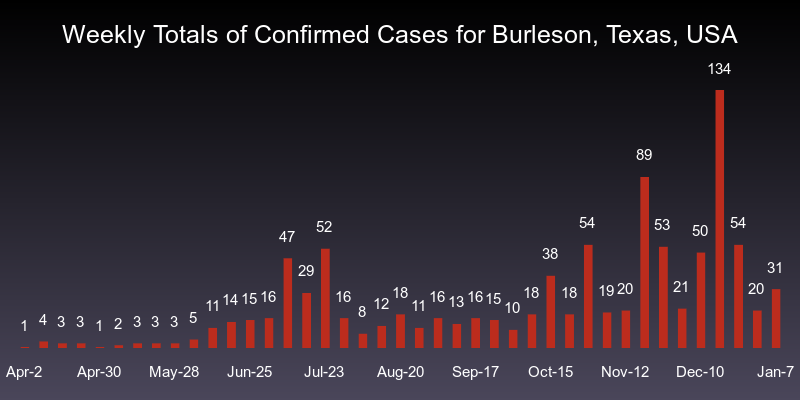 Weekly Totals of Confirmed Cases for Burleson, Texas, USA
1 4 3 3 1 2 3 3 3 5 11 14 15 16 47 29 52 16 8 12 18 11 16 13 16 15 10 18 38 18 54 19 20 89 53 21 50 134 54 20 31
Apr-2 Apr-30 May-28 Jun-25 Jul-23 Aug-20 Sep-17 Oct-15 Nov-12 Dec-10 Jan-7